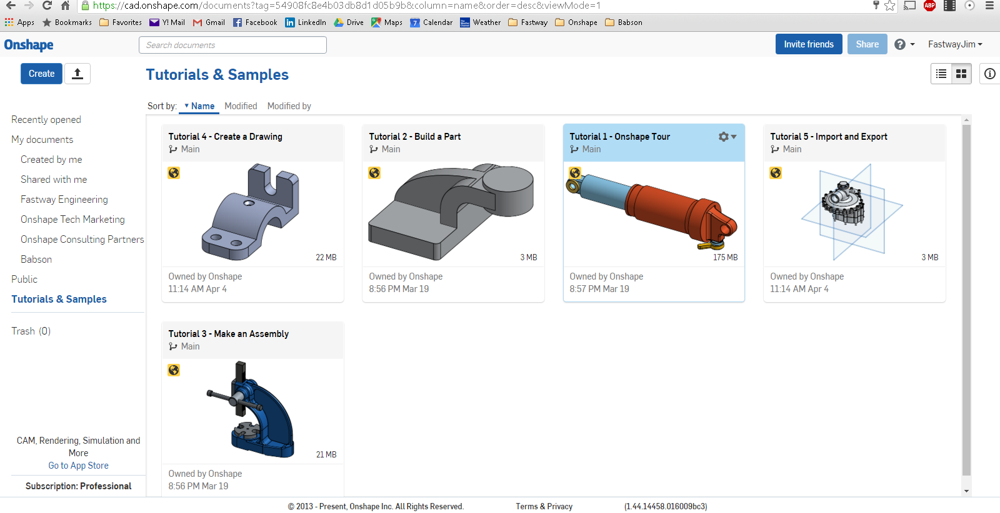 https://cad.onshape.com/documents?tag=54908fc8e4b03db8d1d05b9b&column=name&order=desc&viewMode=1
ABP
Apps Bookmarks Favorites Y! Mail Gmail Facebook LinkedIn Drive Maps 7 Calendar Weather Fastway Onshape Babson
Onshape
Search documents
Invite friends
Share
FastwayJim
Create
Tutorials & Samples
Sort by: Name Modified Modified by
Recently opened
My documents
Created by me
Shared with me
Fastway Engineering
Onshape Tech Marketing
Onshape Consulting Partners
Babson
Public
Tutorials & Samples
Trash (0)
CAM, Rendering, Simulation and
More
Go to App Store
Subscription: Professional
Tutorial 4 - Create a Drawing
Main
22 MB
Owned by Onshape
11:14 AM Apr 4
Tutorial 2 - Build a Part
Main
3 MB
Owned by Onshape
8:56 PM Mar 19
Tutorial 1 - Onshape Tour
Main
175 MB
Owned by Onshape
8:57 PM Mar 19
Tutorial 5 - Import and Export
Main
3 MB
Owned by Onshape
11:14 AM Apr 4
Tutorial 3 - Make an Assembly
Main
21 MB
Owned by Onshape
8:56 PM Mar 19
© 2013 - Present, Onshape Inc. All Rights Reserved. Terms & Privacy (1.44.14458.016009bc3)